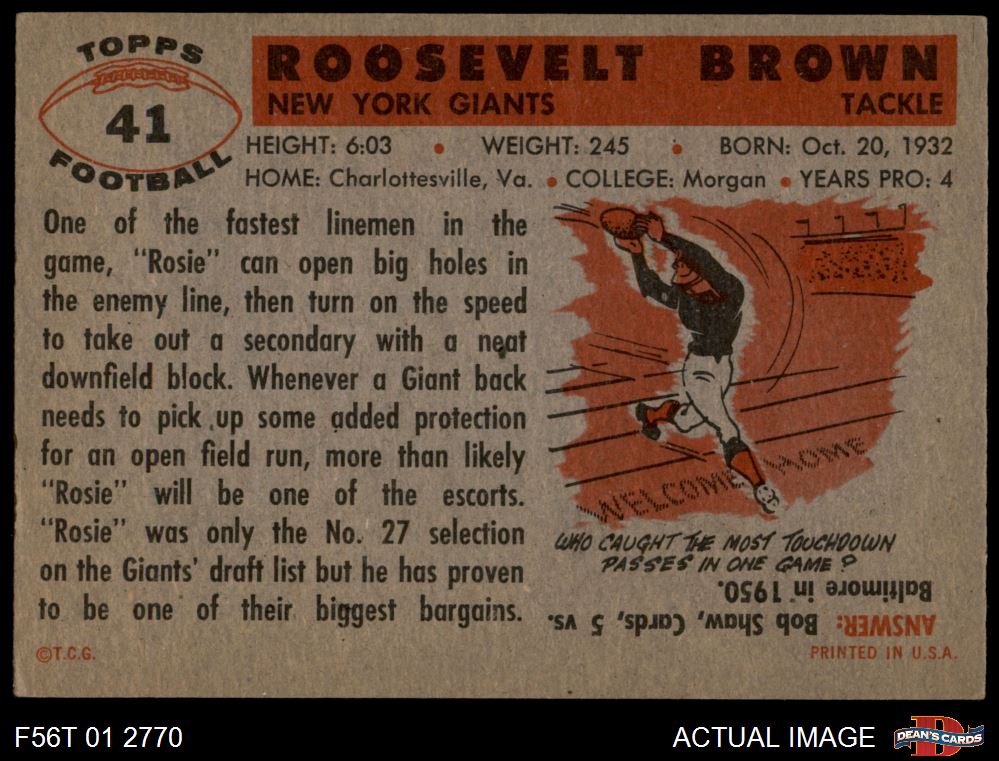 TOPPS
41
FOOTBALL
ROOSEVELT BROWN
NEW YORK GIANTS TACKLE
HEIGHT: 6:03 • WEIGHT: 245 • BORN: Oct. 20, 1932
HOME: Charlottesville, Va. • COLLEGE: Morgan • YEARS PRO: 4
One of the fastest linemen in the
game, "Rosie" can open big holes in
the enemy line, then turn on the speed
to take out a secondary with a neat
downfield block. Whenever a Giant back
needs to pick up some added protection
for an open field run, more than likely
"Rosie" will be one of the escorts.
"Rosie" was only the No. 27 selection
on the Giants' draft list but he has proven
to be one of their biggest bargains.
©T.C.G.
WELCOME HOME
WHO CAUGHT THE MOST TOUCHDOWN
PASSES IN ONE GAME?
ANSWER: Bob Shaw, Cards, 5 vs.
Baltimore in 1950.
PRINTED IN U.S.A.
F56T 01 2770
ACTUAL IMAGE
D
DEAN'S CARDS